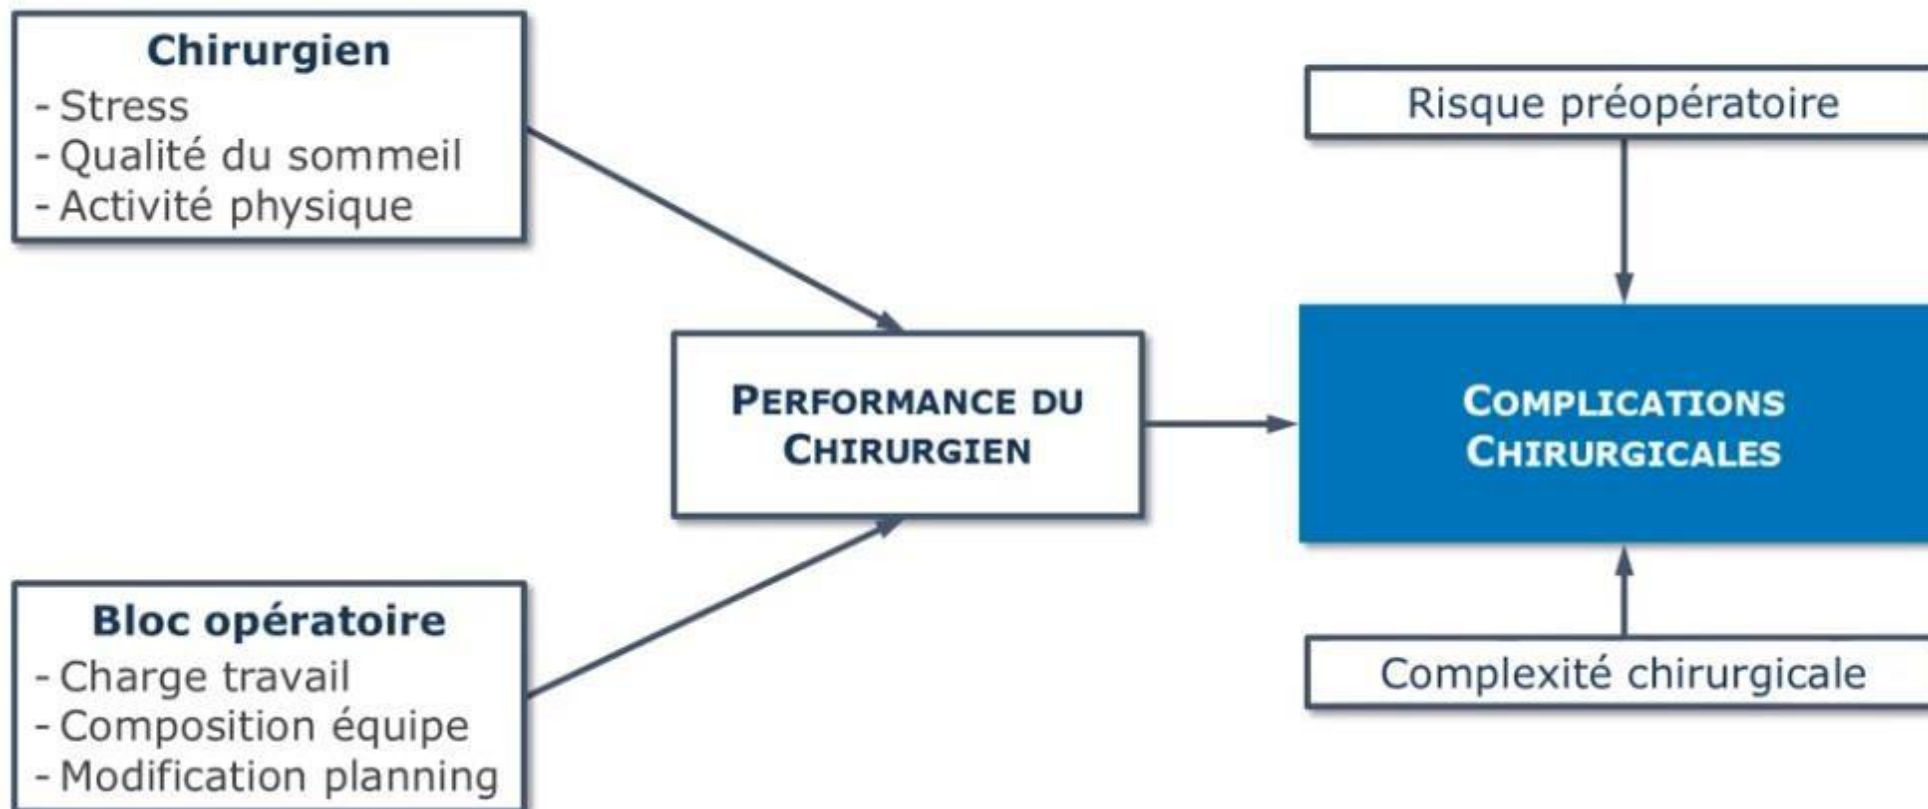 Chirurgien
- Stress
- Qualité du sommeil
- Activité physique
Risque préopératoire
PERFORMANCE DU
CHIRURGIEN
COMPLICATIONS
CHIRURGICALES
Bloc opératoire
- Charge travail
- Composition équipe
- Modification planning
Complexité chirurgicale